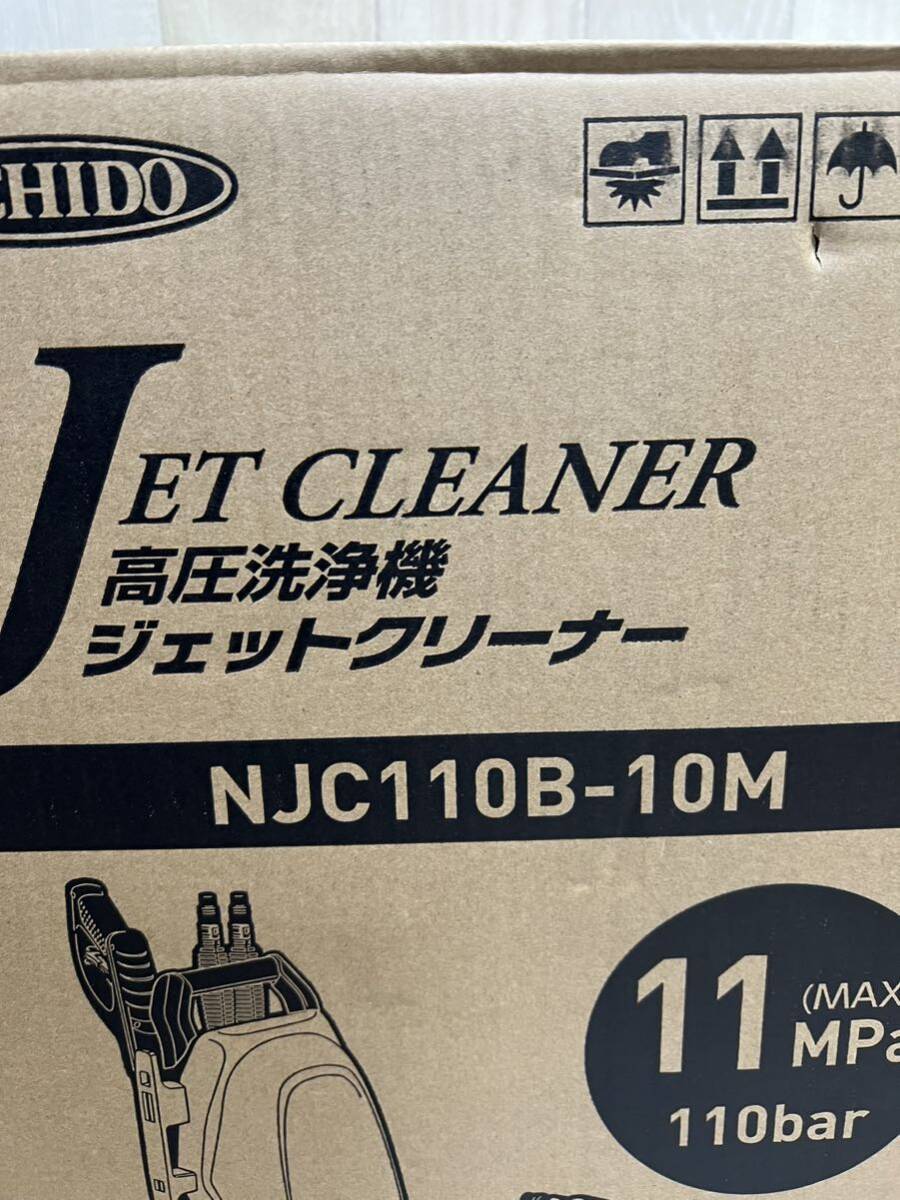 CHIDO
JET CLEANER
高圧洗浄機
ジェットクリーナー
NJC110B-10M
11 (MAX
MPa
110bar